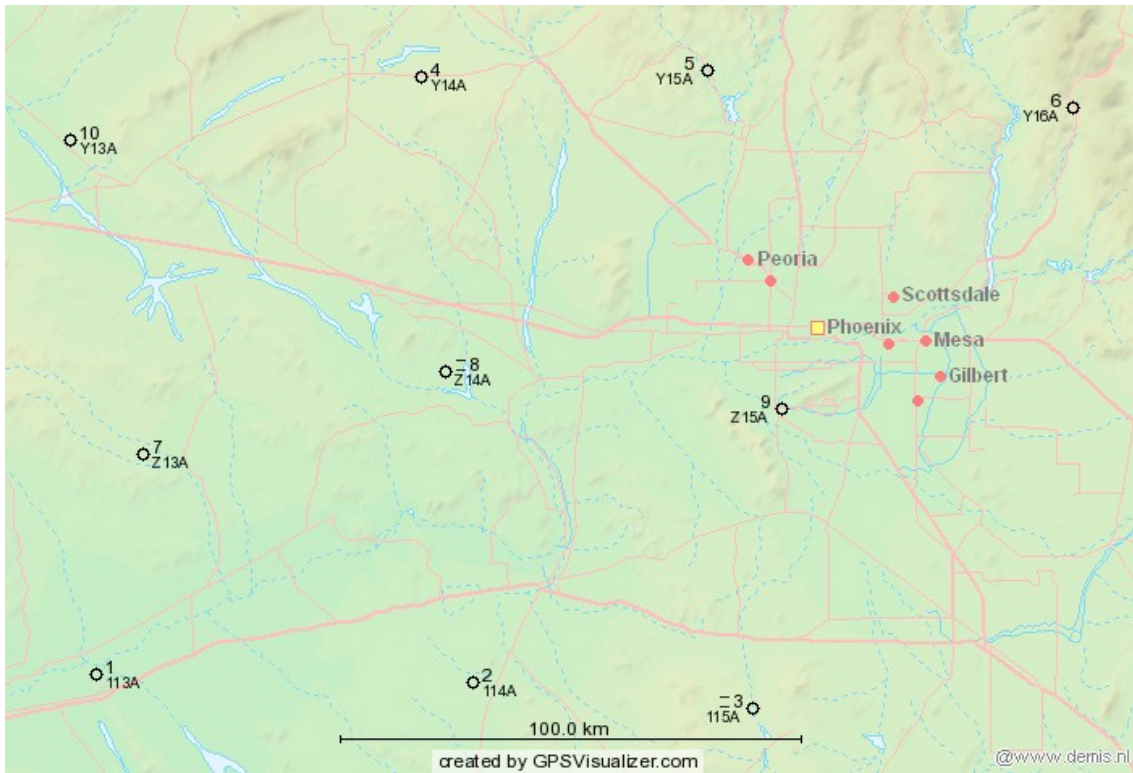 4
Y14A
5
Y15A
6
Y16A
10
Y13A
Peoria
Scottsdale
Phoenix
Mesa
8
Z14A
Gilbert
9
Z15A
7
Z13A
1
113A
2
114A
3
115A
100.0 km
created by GPSVisualizer.com
@www.demis.nl